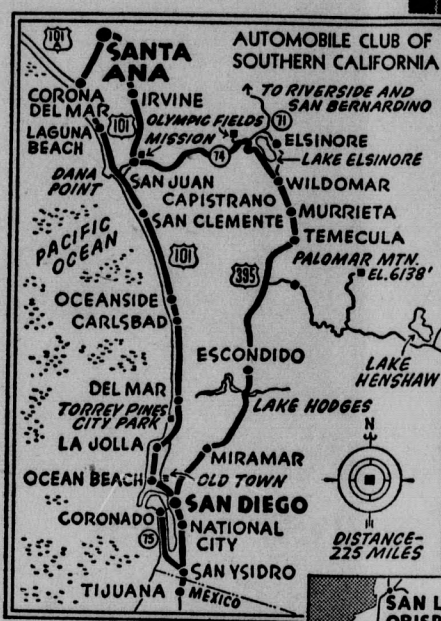 AUTOMOBILE CLUB OF
SOUTHERN CALIFORNIA
101
SANTA
ANA
TO RIVERSIDE AND
SAN BERNARDINO
CORONA
DEL MAR
IRVINE
101
OLYMPIC FIELDS
71
LAGUNA
BEACH
MISSION
74
ELSINORE
LAKE ELSINORE
DANA
POINT
SAN JUAN
CAPISTRANO
WILDOMAR
SAN CLEMENTE
MURRIETA
TEMECULA
PACIFIC
OCEAN
101
395
PALOMAR MTN.
EL. 6138'
OCEANSIDE
CARLSBAD
ESCONDIDO
LAKE
HENSHAW
DEL MAR
TORREY PINES
CITY PARK
LAKE HODGES
N
LA JOLLA
MIRAMAR
OCEAN BEACH
OLD TOWN
SAN DIEGO
CORONADO
75
NATIONAL
CITY
DISTANCE-
225 MILES
SAN YSIDRO
TIJUANA
MEXICO
SAN L